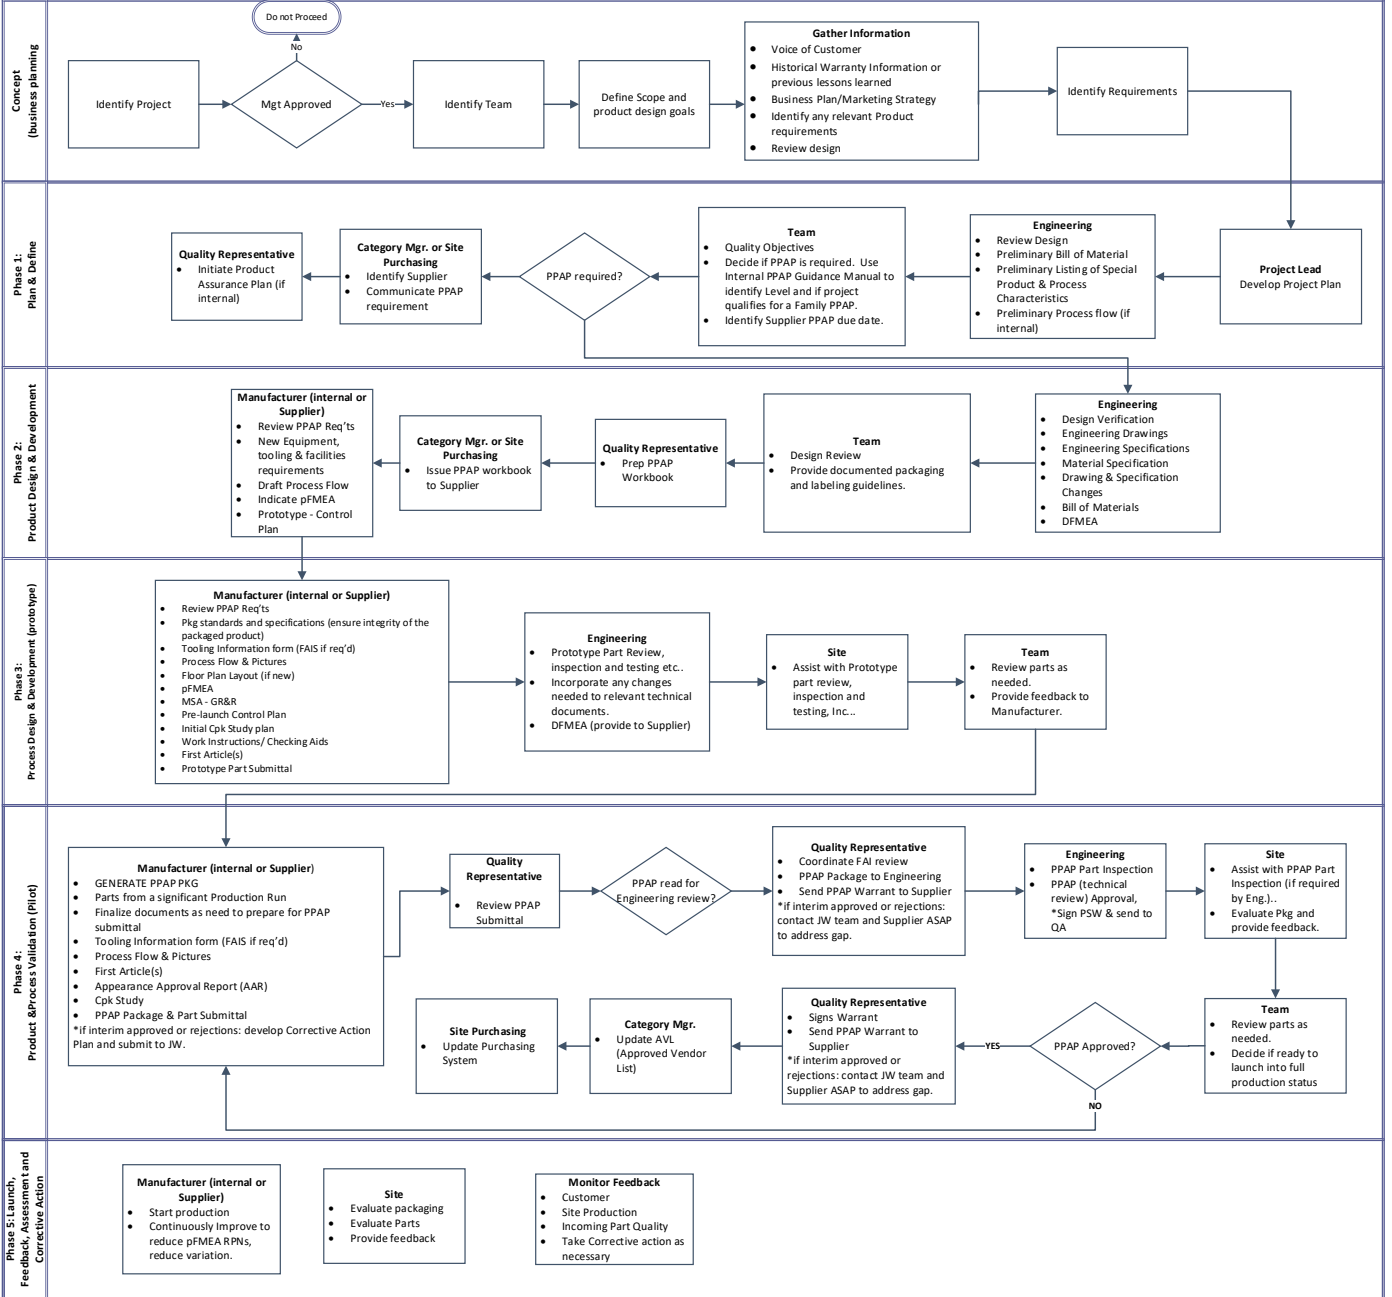 Concept
(business planning
Do not Proceed
No
Identify Project
Mgt Approved
Yes
Identify Team
Define Scope and
product design goals
Gather Information
● Voice of Customer
● Historical Warranty Information or
previous lessons learned
● Business Plan/Marketing Strategy
● Identify any relevant Product
requirements
● Review design
Identify Requirements
Phase 1:
Plan & Define
Quality Representative
● Initiate Product
Assurance Plan (if
internal)
Category Mgr. or Site
Purchasing
● Identify Supplier
● Communicate PPAP
requirement
PPAP required?
Team
● Quality Objectives
● Decide if PPAP is required. Use
Internal PPAP Guidance Manual to
identify Level and if project
qualifies for a Family PPAP.
● Identify Supplier PPAP due date.
Engineering
● Review Design
● Preliminary Bill of Material
● Preliminary Listing of Special
Product & Process
Characteristics
● Preliminary Process flow (if
internal)
Project Lead
Develop Project Plan
Phase 2:
Product Design & Development
Manufacturer (internal or
Supplier)
● Review PPAP Req'ts
● New Equipment,
tooling & facilities
requirements
● Draft Process Flow
● Indicate pFMEA
● Prototype - Control
Plan
Category Mgr. or Site
Purchasing
● Issue PPAP workbook
to Supplier
Quality Representative
● Prep PPAP
Workbook
Team
● Design Review
● Provide documented packaging
and labeling guidelines.
Engineering
● Design Verification
● Engineering Drawings
● Engineering Specifications
● Material Specification
● Drawing & Specification
Changes
● Bill of Materials
● DFMEA
Phase 3:
Process Design & Development (prototype)
Manufacturer (internal or Supplier)
● Review PPAP Req'ts
● Pkg standards and specifications (ensure integrity of the
packaged product)
● Tooling Information form (FAIS if req'd)
● Process Flow & Pictures
● Floor Plan Layout (if new)
● pFMEA
● MSA - GR&R
● Pre-launch Control Plan
● Initial Cpk Study plan
● Work Instructions/ Checking Aids
● First Article(s)
● Prototype Part Submittal
Engineering
● Prototype Part Review,
inspection and testing etc..
● Incorporate any changes
needed to relevant technical
documents.
● DFMEA (provide to Supplier)
Site
● Assist with Prototype
part review,
inspection and
testing, Inc...
Team
● Review parts as
needed.
● Provide feedback to
Manufacturer.
Phase 4:
Product &Process Validation (Pilot)
Manufacturer (internal or Supplier)
● GENERATE PPAP PKG
● Parts from a significant Production Run
● Finalize documents as need to prepare for PPAP
submittal
● Tooling Information form (FAIS if req'd)
● Process Flow & Pictures
● First Article(s)
● Appearance Approval Report (AAR)
● Cpk Study
● PPAP Package & Part Submittal
*if interim approved or rejections: develop Corrective Action
Plan and submit to JW.
Quality
Representative
● Review PPAP
Submittal
PPAP read for
Engineering review?
Quality Representative
● Coordinate FAI review
● PPAP Package to Engineering
● Send PPAP Warrant to Supplier
*if interim approved or rejections:
contact JW team and Supplier ASAP
to address gap.
Engineering
● PPAP Part Inspection
● PPAP (technical
review) Approval,
*Sign PSW & send to
QA
Site
● Assist with PPAP Part
Inspection (if required
by Eng.)..
● Evaluate Pkg and
provide feedback.
Site Purchasing
● Update Purchasing
System
Category Mgr.
● Update AVL
(Approved Vendor
List)
Quality Representative
● Signs Warrant
● Send PPAP Warrant to
Supplier
*if interim approved or
rejections: contact JW team and
Supplier ASAP to address gap.
YES
PPAP Approved?
NO
Team
● Review parts as
needed.
● Decide if ready to
launch into full
production status
Phase 5: Launch,
Feedback, Assessment and
Corrective Action
Manufacturer (internal or
Supplier)
● Start production
● Continuously Improve to
reduce pFMEA RPNs,
reduce variation.
Site
● Evaluate packaging
● Evaluate Parts
● Provide feedback
Monitor Feedback
● Customer
● Site Production
● Incoming Part Quality
● Take Corrective action as
necessary